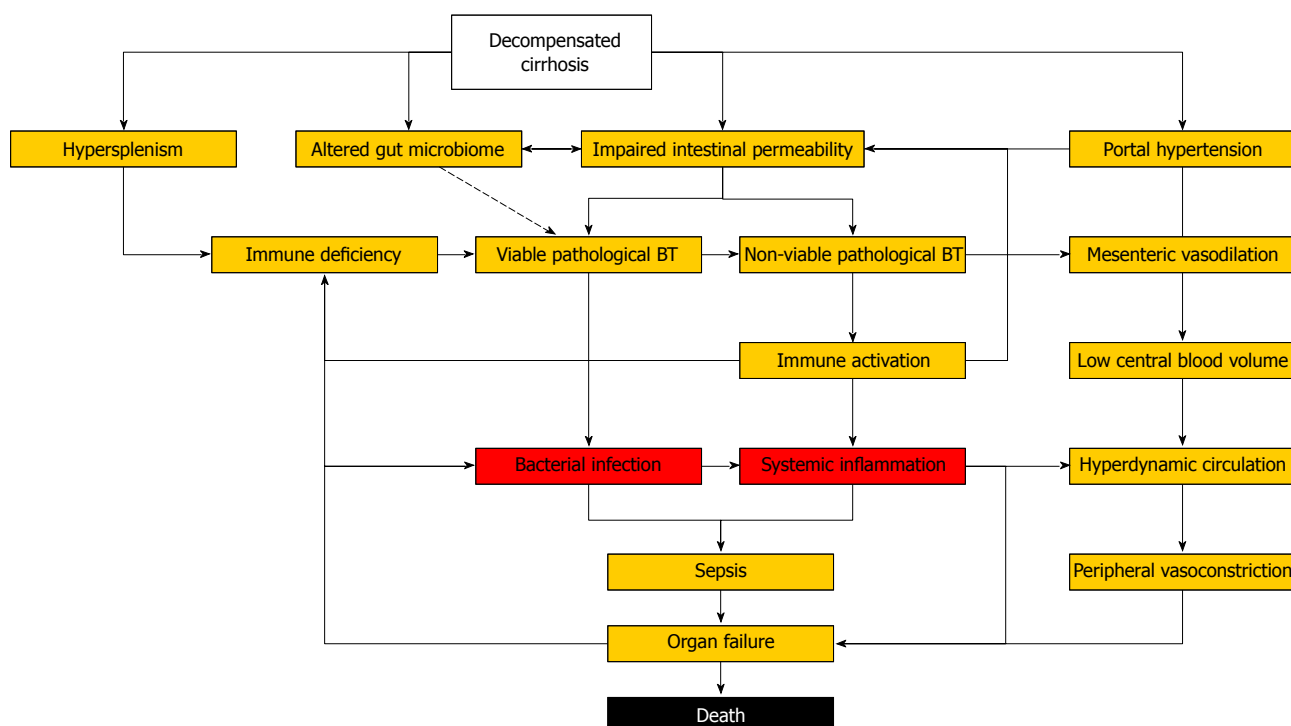 Decompensated
cirrhosis
Hypersplenism
Altered gut microbiome
Impaired intestinal permeability
Portal hypertension
Immune deficiency
Viable pathological BT
Non-viable pathological BT
Mesenteric vasodilation
Immune activation
Low central blood volume
Bacterial infection
Systemic inflammation
Hyperdynamic circulation
Sepsis
Peripheral vasoconstriction
Organ failure
Death